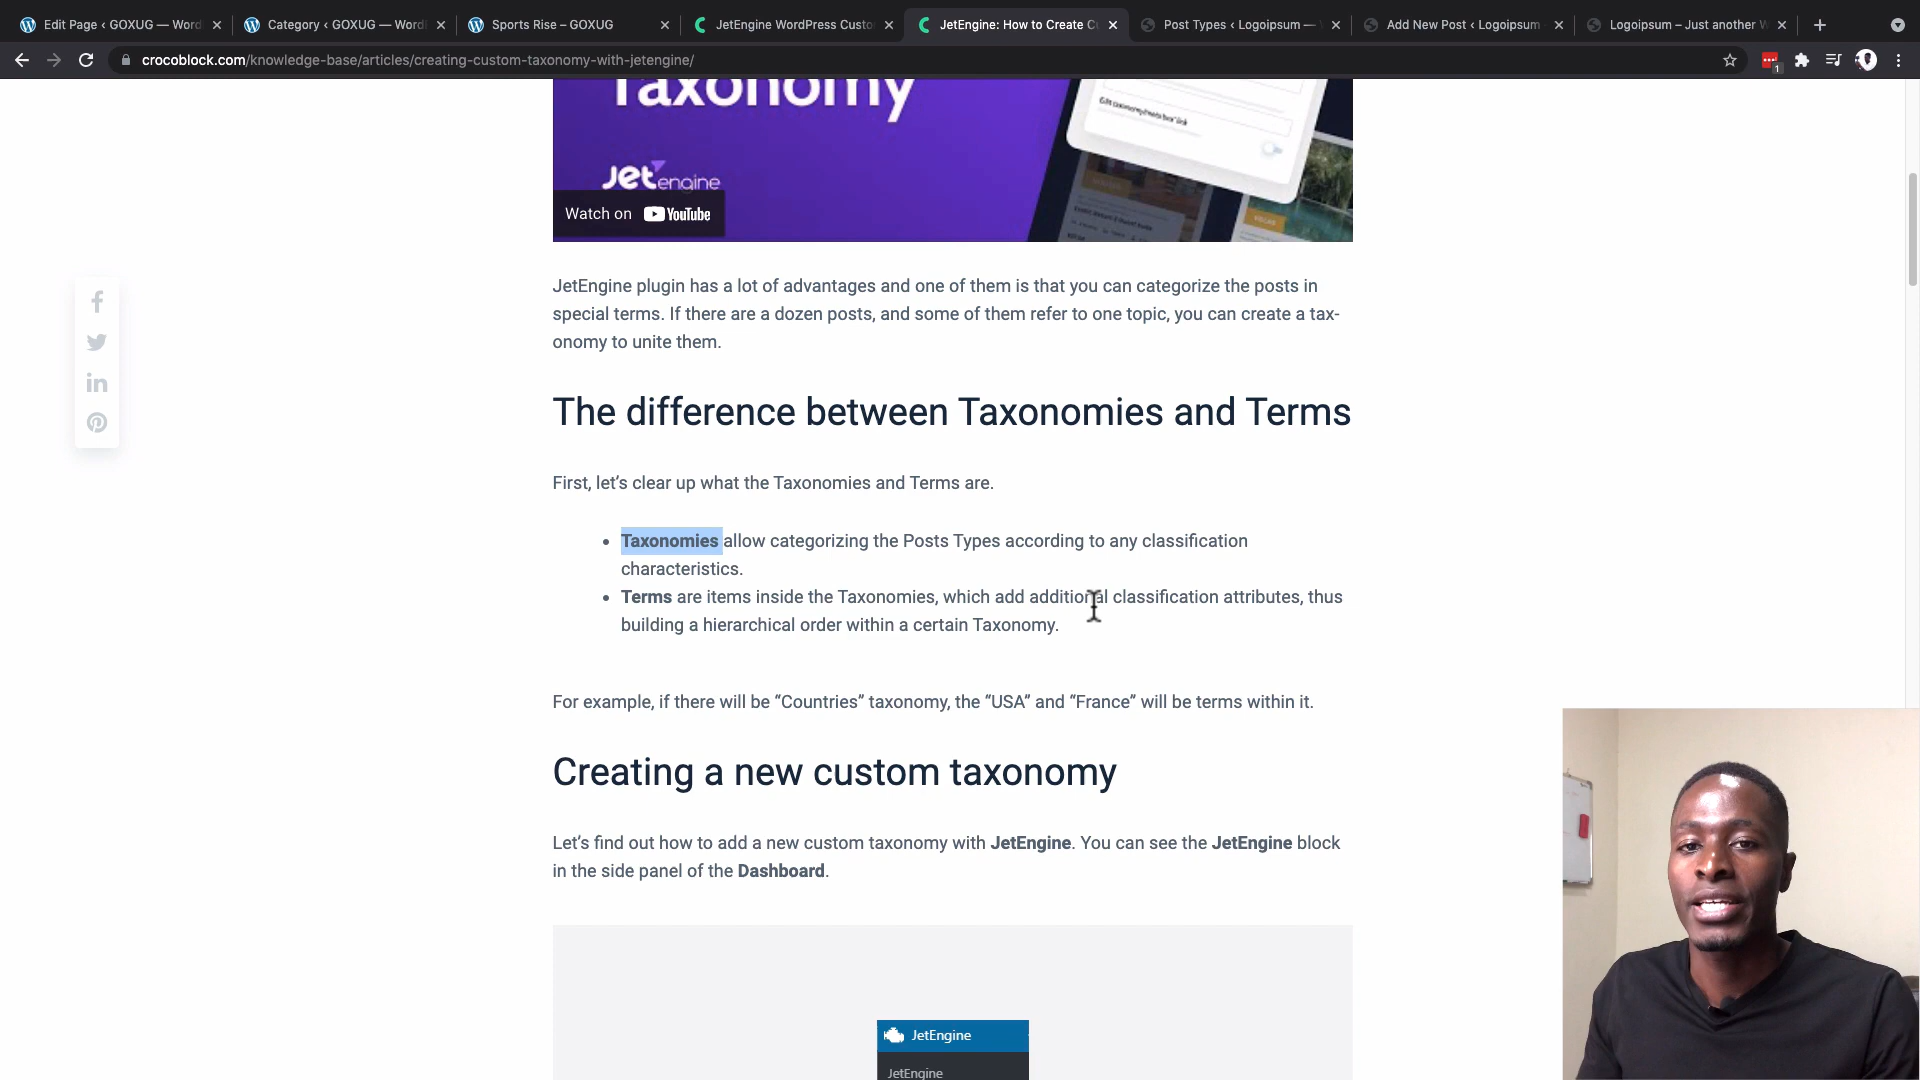 Edit Page ‹ GOXUG — Word
Category ‹ GOXUG — Word
Sports Rise – GOXUG
JetEngine WordPress Custo
JetEngine: How to Create Cu
Post Types ‹ Logoipsum —
Add New Post ‹ Logoipsum
Logoipsum – Just another W
crocoblock.com/knowledge-base/articles/creating-custom-taxonomy-with-jetengine/
1
Taxonomy
Edit taxonomy/meta box' link
Jet engine
Watch on YouTube
JetEngine plugin has a lot of advantages and one of them is that you can categorize the posts in
special terms. If there are a dozen posts, and some of them refer to one topic, you can create a tax-
onomy to unite them.
The difference between Taxonomies and Terms
First, let’s clear up what the Taxonomies and Terms are.
• Taxonomies allow categorizing the Posts Types according to any classification
characteristics.
• Terms are items inside the Taxonomies, which add additional classification attributes, thus
building a hierarchical order within a certain Taxonomy.
For example, if there will be “Countries” taxonomy, the “USA” and “France” will be terms within it.
Creating a new custom taxonomy
Let’s find out how to add a new custom taxonomy with JetEngine. You can see the JetEngine block
in the side panel of the Dashboard.
JetEngine
JetEngine